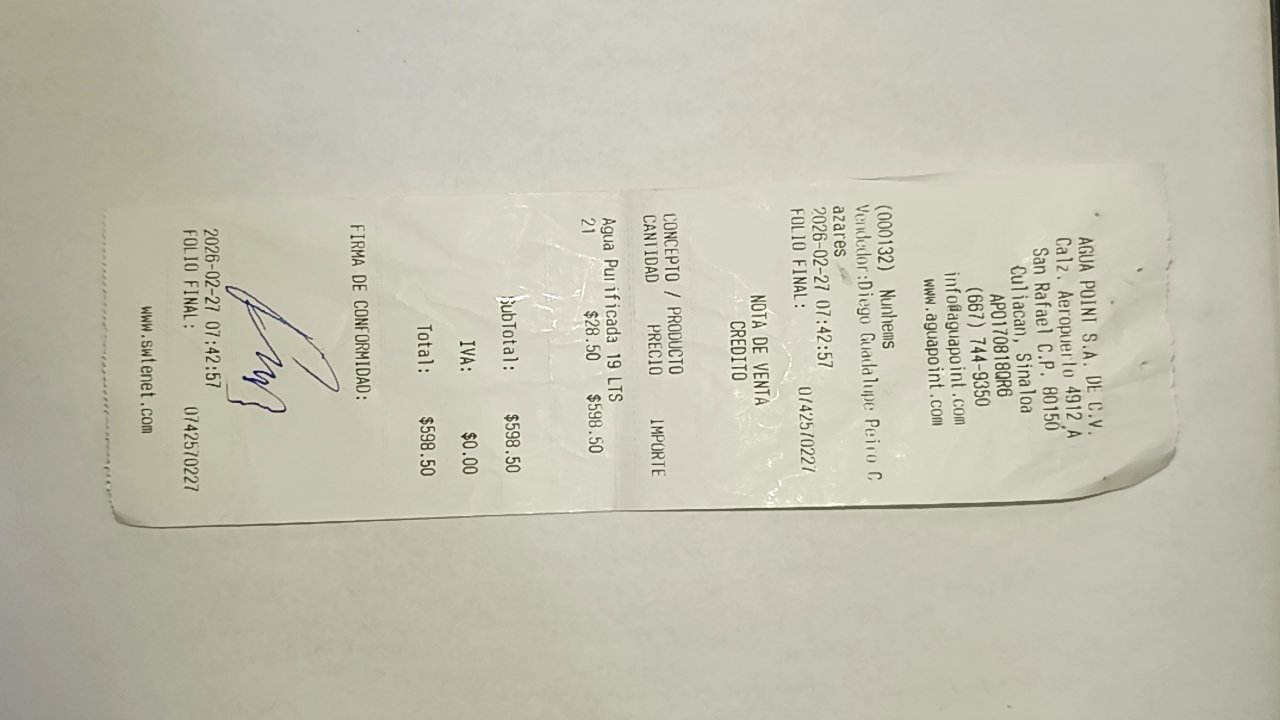 AGUA POINT S.A. DE C.V.
Calz. Aeropuerto 4912 A
San Rafael C.P. 80150
Culiacan, Sinaloa
APO170818QR6
(667) 744-9350
info@aguapoint.com
www.aguapoint.com
(000132) Nunhems
Vendedor:Diego Guadalupe Peiro C
azares
2026-02-27 07:42:57
FOLIO FINAL: 0742570227
NOTA DE VENTA
CREDITO
CONCEPTO / PRODUCTO
CANTIDAD PRECIO IMPORTE
Agua Purificada 19 LTS
21 $28.50 $598.50
SubTotal: $598.50
IVA: $0.00
Total: $598.50
FIRMA DE CONFORMIDAD:
2026-02-27 07:42:57
FOLIO FINAL: 0742570227
www.swtenet.com